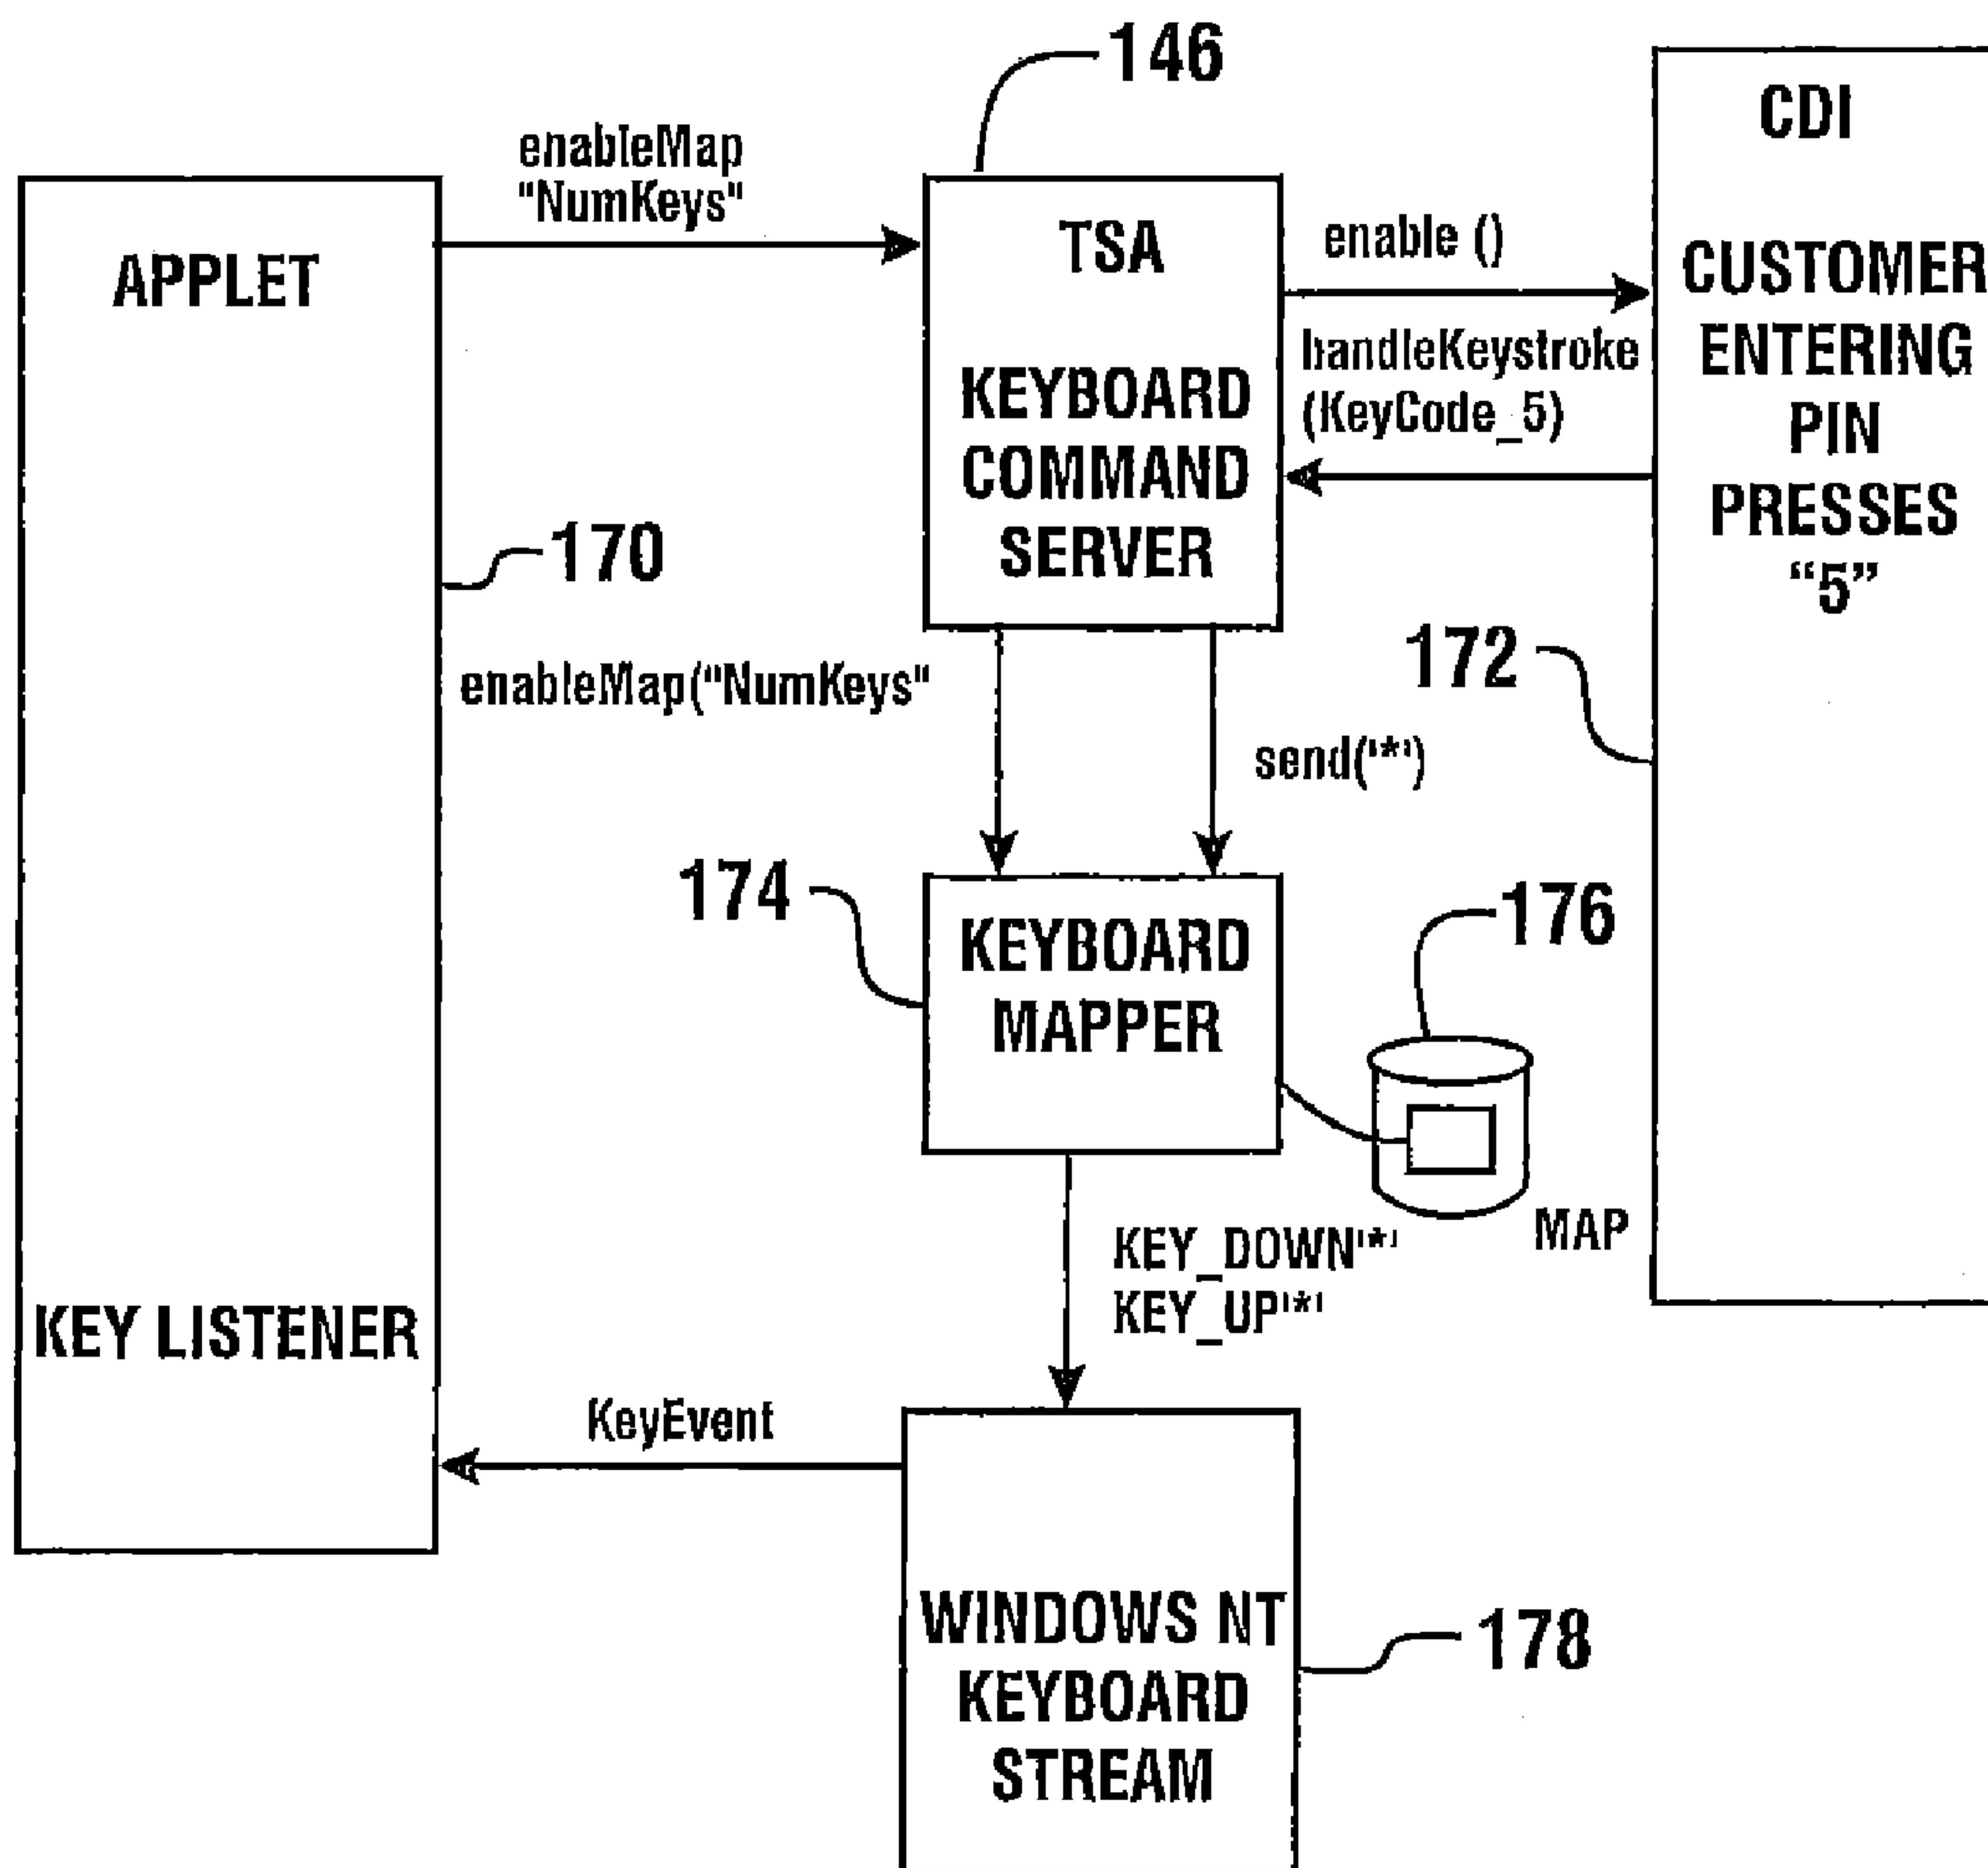 146
enableMap
"NumKeys"
APPLET
TSA
KEYBOARD
COMMAND
SERVER
enable ()
handleKeystroke
(KeyCode_5)
CDI
CUSTOMER
ENTERING
PIN
PRESSES
“5”
170
172
enableMap("NumKeys"
send('*')
174
KEYBOARD
MAPPER
176
MAP
KEY_DOWN'*'
KEY_UP'*'
KEY LISTENER
KeyEvent
WINDOWS NT
KEYBOARD
STREAM
178